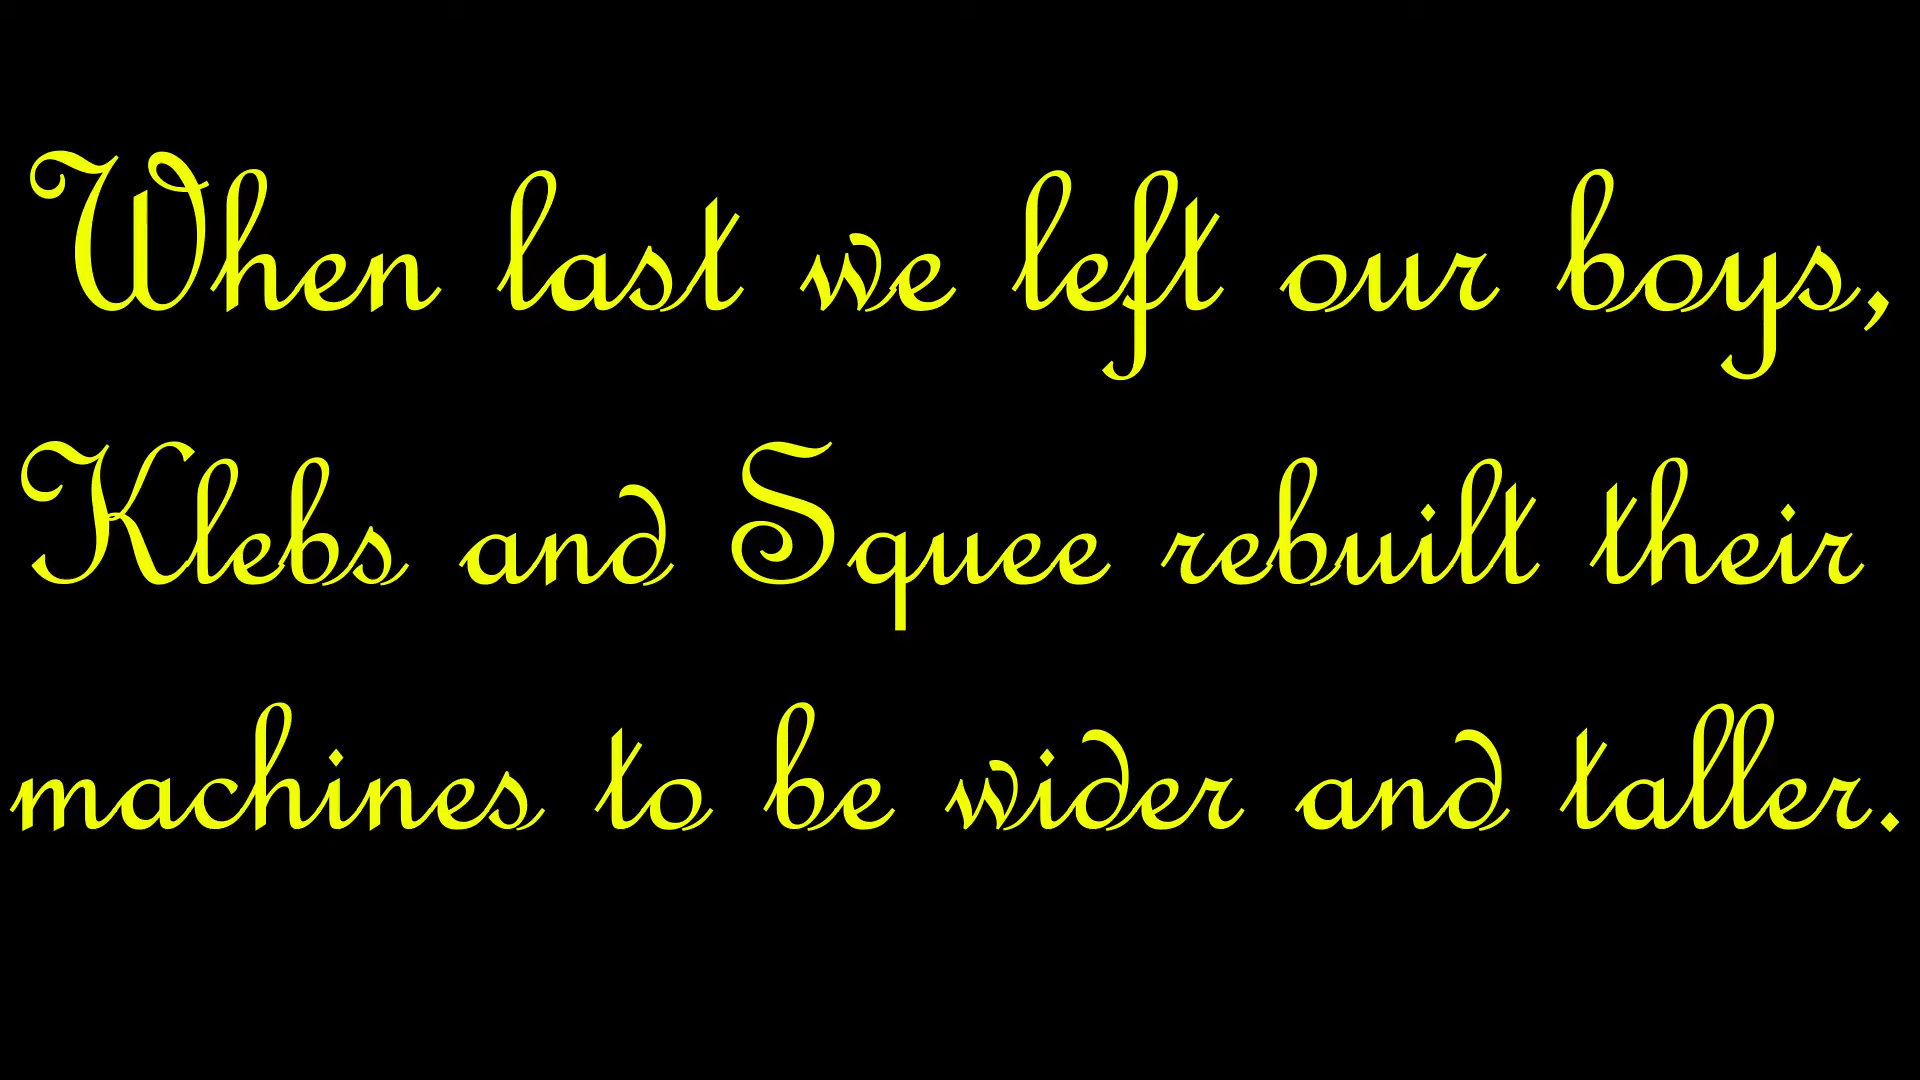 When last we left our boys,
Klebs and Squee rebuilt their
machines to be wider and taller.